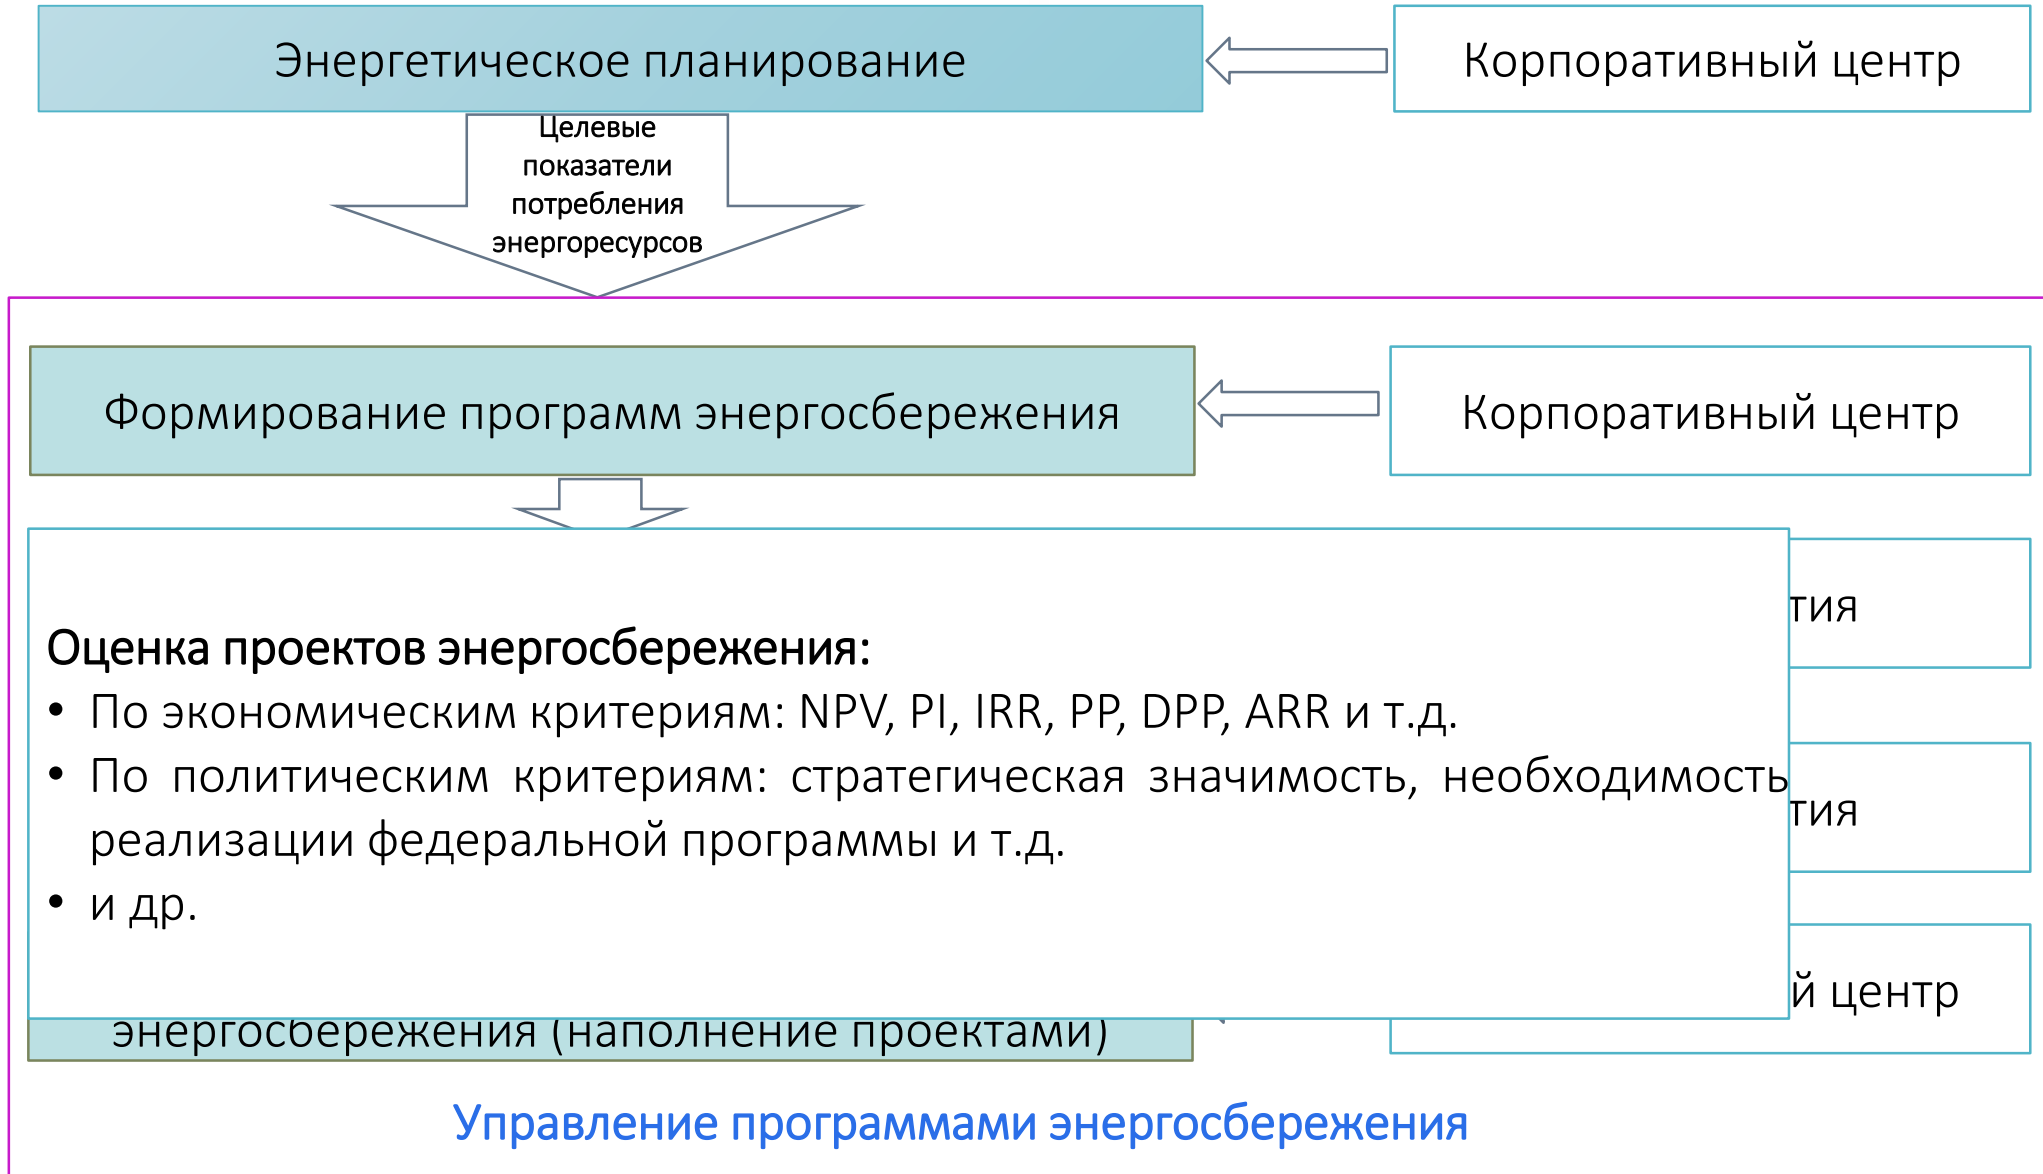 Энергетическое планирование
Корпоративный центр
Целевые
показатели
потребления
энергоресурсов
Формирование программ энергосбережения
Корпоративный центр
Оценка проектов энергосбережения:
• По экономическим критериям: NPV, PI, IRR, PP, DPP, ARR и т.д.
• По политическим критериям: стратегическая значимость, необходимость
реализации федеральной программы и т.д.
• и др.
тия
тия
й центр
энергосбережения (наполнение проектами)
Управление программами энергосбережения